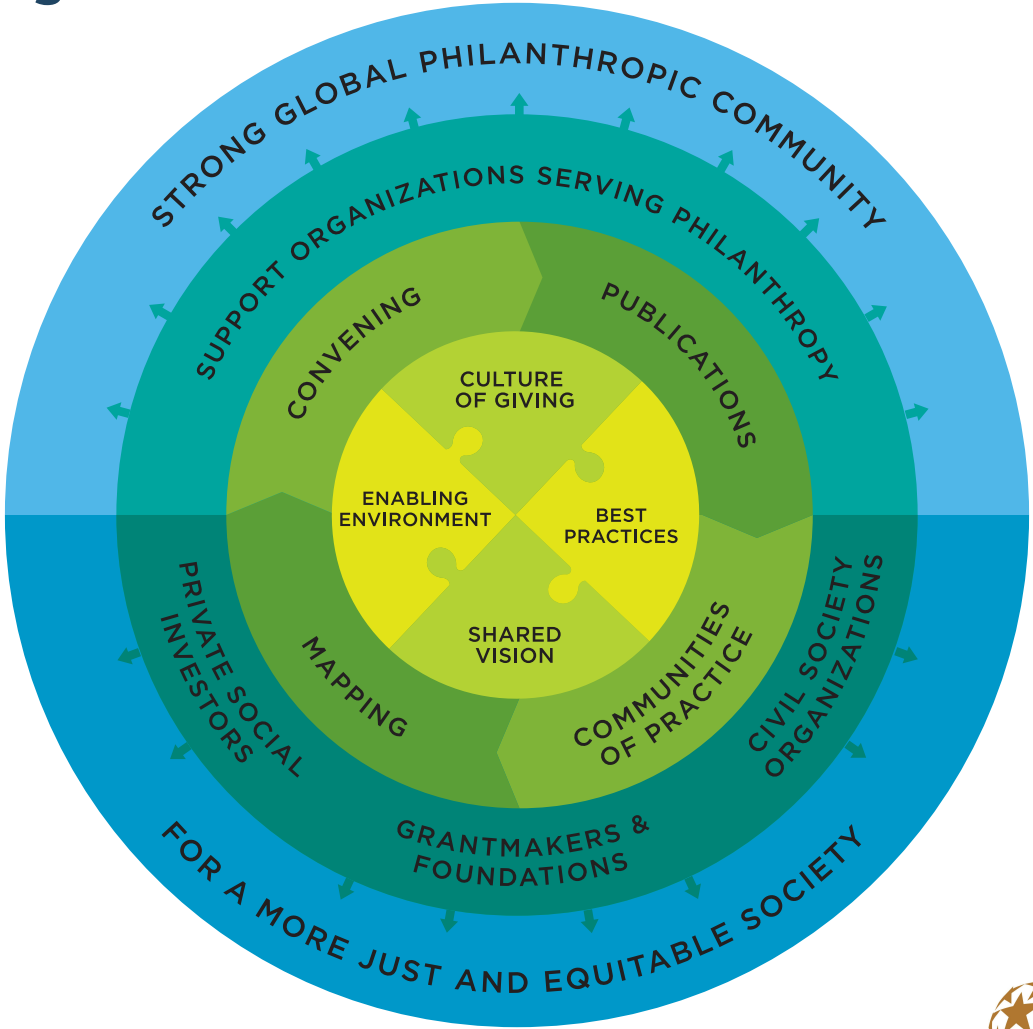 STRONG GLOBAL PHILANTHROPIC COMMUNITY
SUPPORT ORGANIZATIONS SERVING PHILANTHROPY
CONVENING
PUBLICATIONS
CULTURE
OF GIVING
ENABLING
ENVIRONMENT
BEST
PRACTICES
SHARED
VISION
MAPPING
COMMUNITIES
OF PRACTICE
PRIVATE SOCIAL
INVESTORS
GRANTMAKERS &
FOUNDATIONS
CIVIL SOCIETY
ORGANIZATIONS
FOR A MORE JUST AND EQUITABLE SOCIETY